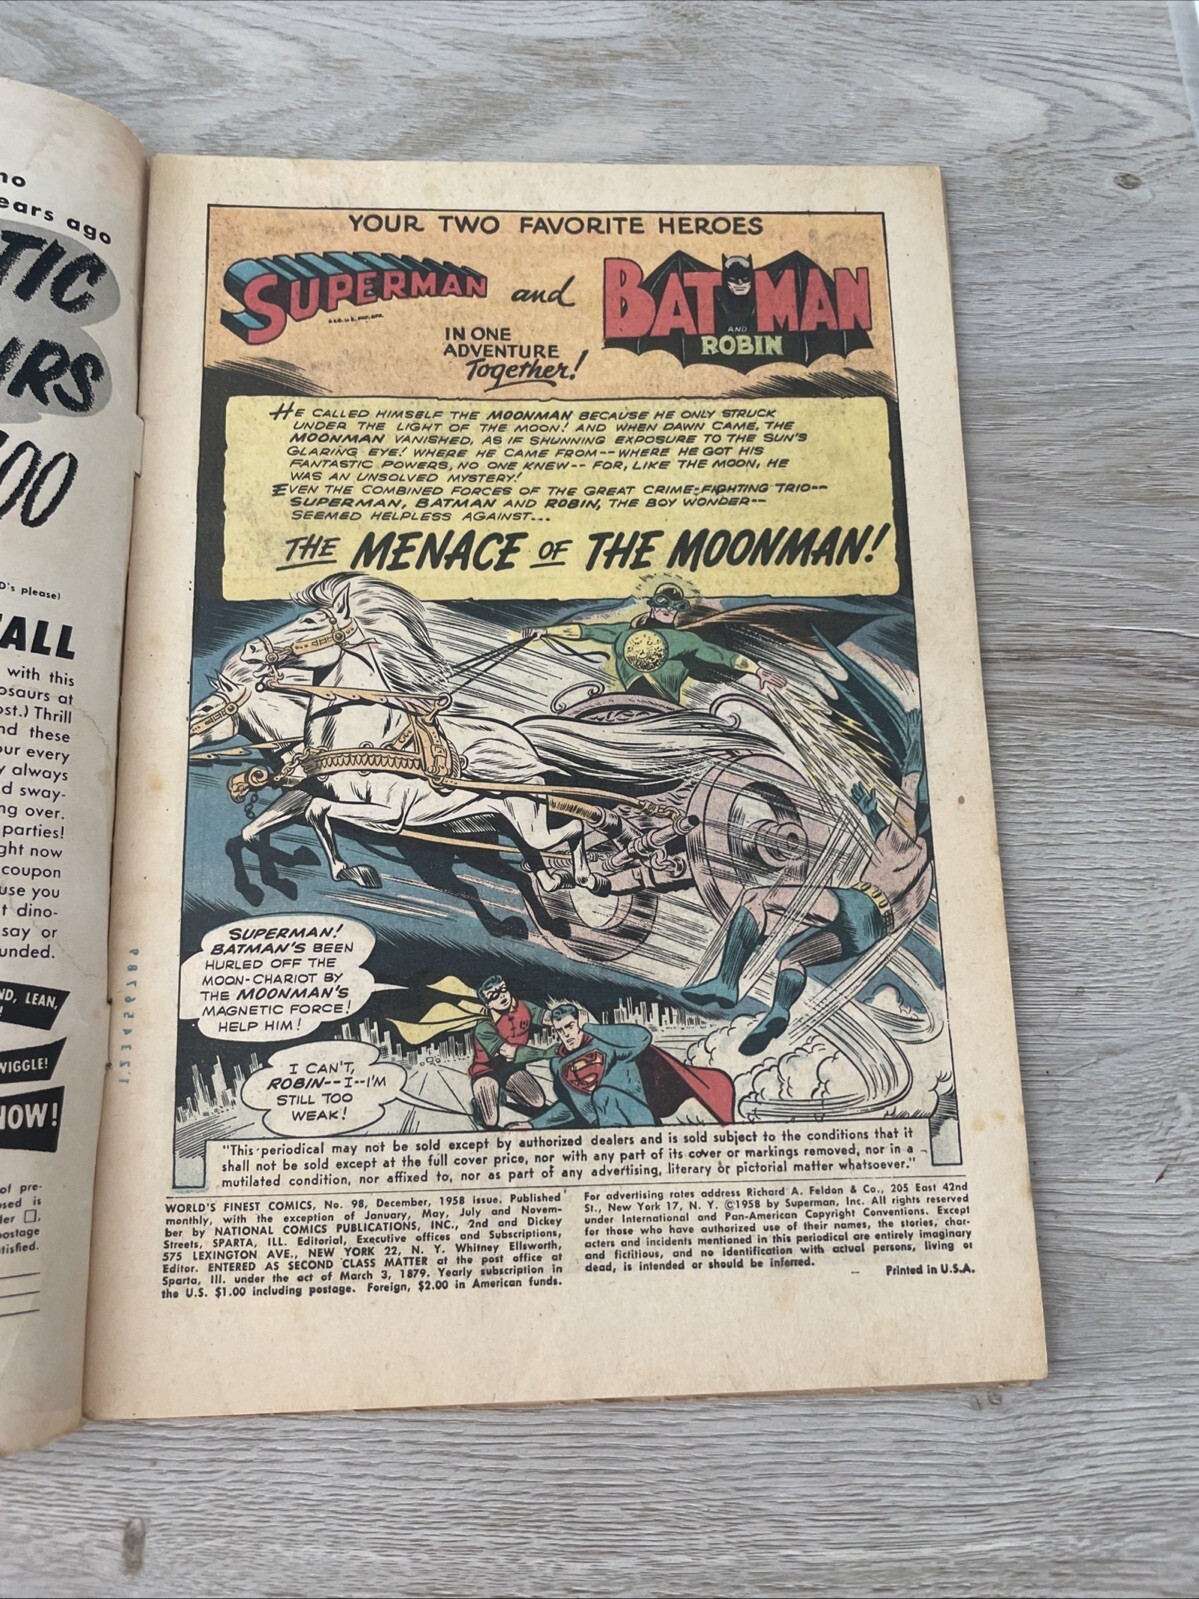 no
ears ago
TIC
URS
00
D's please)
ALL
with this
osaurs at
ost.) Thrill
nd these
our every
y always
d sway-
ng over.
parties!
ght now
coupon
use you
t dino-
say or
unded.
ND, LEAN,
WIGGLE!
NOW!
of pre-
osed is
der
postage
tisfied.
YOUR TWO FAVORITE HEROES
SUPERMAN and BATMAN
AND
ROBIN
IN ONE
ADVENTURE
Together!
HE CALLED HIMSELF THE MOONMAN BECAUSE HE ONLY STRUCK
UNDER THE LIGHT OF THE MOON! AND WHEN DAWN CAME, THE
MOONMAN VANISHED, AS IF SHUNNING EXPOSURE TO THE SUN'S
GLARING EYE! WHERE HE CAME FROM--WHERE HE GOT HIS
FANTASTIC POWERS, NO ONE KNEW-- FOR, LIKE THE MOON, HE
WAS AN UNSOLVED MYSTERY!
EVEN THE COMBINED FORCES OF THE GREAT CRIME-FIGHTING TRIO--
SUPERMAN, BATMAN AND ROBIN, THE BOY WONDER--
SEEMED HELPLESS AGAINST...
THE MENACE OF THE MOONMAN!
SUPERMAN!
BATMAN'S BEEN
HURLED OFF THE
MOON-CHARIOT BY
THE MOONMAN'S
MAGNETIC FORCE!
HELP HIM!
I CAN'T,
ROBIN--I--I'M
STILL TOO
WEAK!
"This periodical may not be sold except by authorized dealers and is sold subject to the conditions that it
shall not be sold except at the full cover price, nor with any part of its cover or markings removed, nor in a
mutilated condition, nor affixed to, nor as part of any advertising, literary or pictorial matter whatsoever."
WORLD'S FINEST COMICS, No. 98, December, 1958 issue. Published
monthly, with the exception of January, May, July and Novem-
ber by NATIONAL COMICS PUBLICATIONS, INC., 2nd and Dickey
Streets, SPARTA, ILL. Editorial, Executive offices and Subscriptions,
575 LEXINGTON AVE., NEW YORK 22, N. Y. Whitney Ellsworth,
Editor. ENTERED AS SECOND CLASS MATTER at the post office at
Sparta, Ill. under the act of March 3, 1879. Yearly subscription in
the U.S. $1.00 including postage. Foreign, $2.00 in American funds.
For advertising rates address Richard A. Feldon & Co., 205 East 42nd
St., New York 17, N. Y. ©1958 by Superman, Inc. All rights reserved
under International and Pan-American Copyright Conventions. Except
for those who have authorized use of their names, the stories, char-
acters and incidents mentioned in this periodical are entirely imaginary
and fictitious, and no identification with actual persons, living or
dead, is intended or should be inferred.
Printed in U.S.A.